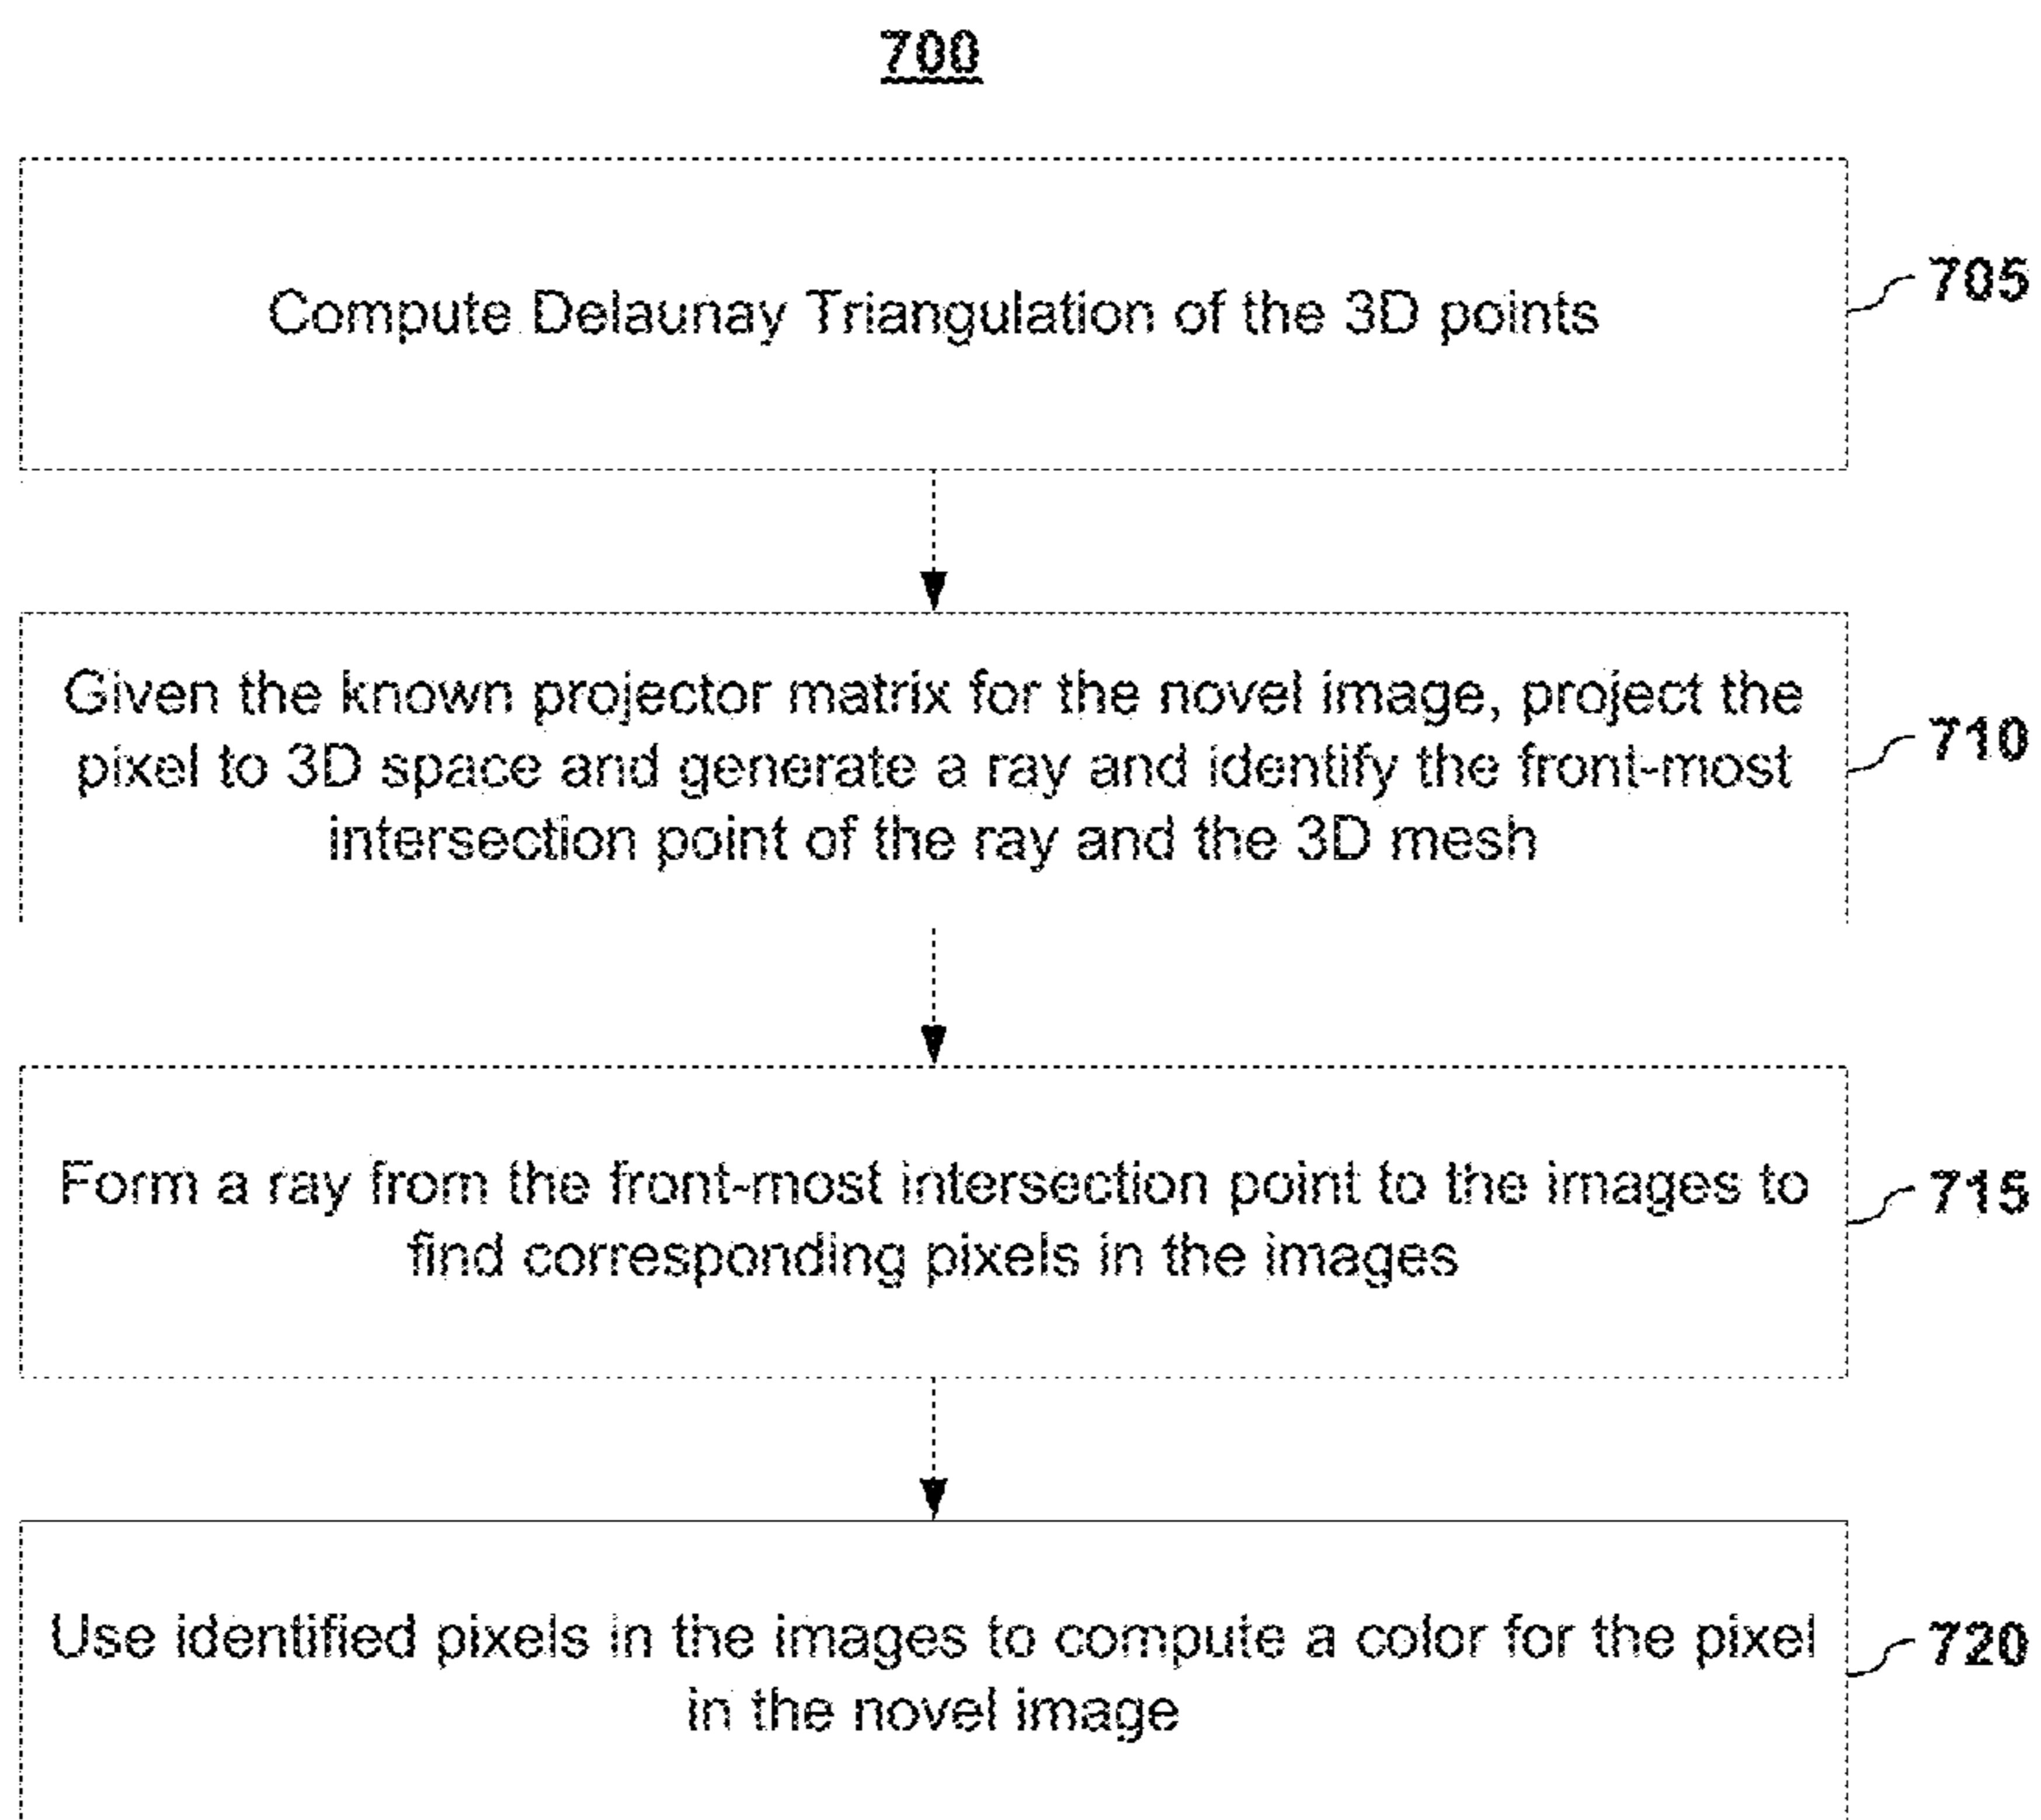 700
Compute Delaunay Triangulation of the 3D points
705
Given the known projector matrix for the novel image, project the
pixel to 3D space and generate a ray and identify the front-most
intersection point of the ray and the 3D mesh
710
Form a ray from the front-most intersection point to the images to
find corresponding pixels in the images
715
Use identified pixels in the images to compute a color for the pixel
in the novel image
720